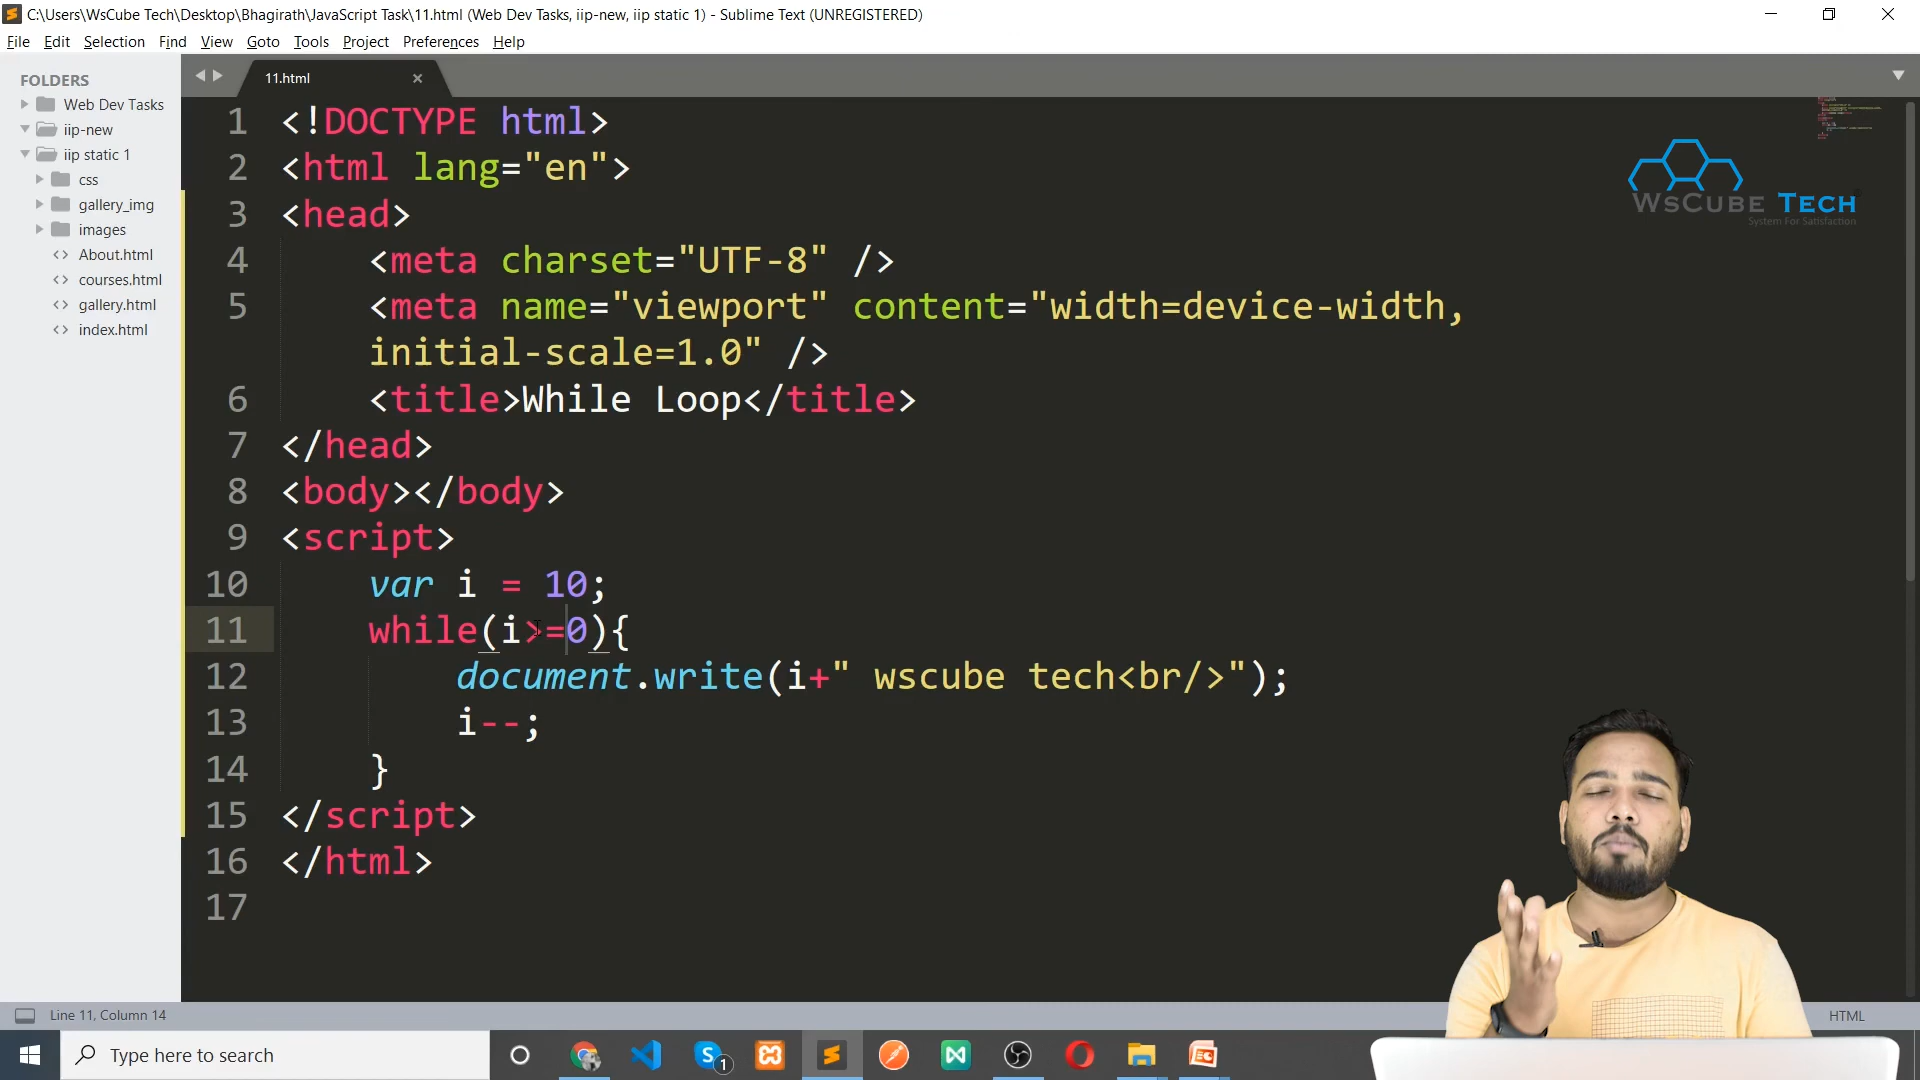 C:\Users\WsCube Tech\Desktop\Bhagirath\JavaScript Task\11.html (Web Dev Tasks, iip-new, iip static 1) - Sublime Text (UNREGISTERED)
File Edit Selection Find View Goto Tools Project Preferences Help
FOLDERS
Web Dev Tasks
iip-new
iip static 1
css
gallery_img
images
About.html
courses.html
gallery.html
index.html
11.html
1 <!DOCTYPE html>
2 <html lang="en">
3 <head>
4 <meta charset="UTF-8" />
5 <meta name="viewport" content="width=device-width,
initial-scale=1.0" />
6 <title>While Loop</title>
7 </head>
8 <body></body>
9 <script>
10 var i = 10;
11 while(i>=0){
12 document.write(i+" wscube tech<br/>");
13 i--;
14 }
15 </script>
16 </html>
17
WsCube Tech
System For Satisfaction
Line 11, Column 14
HTML
Type here to search
1